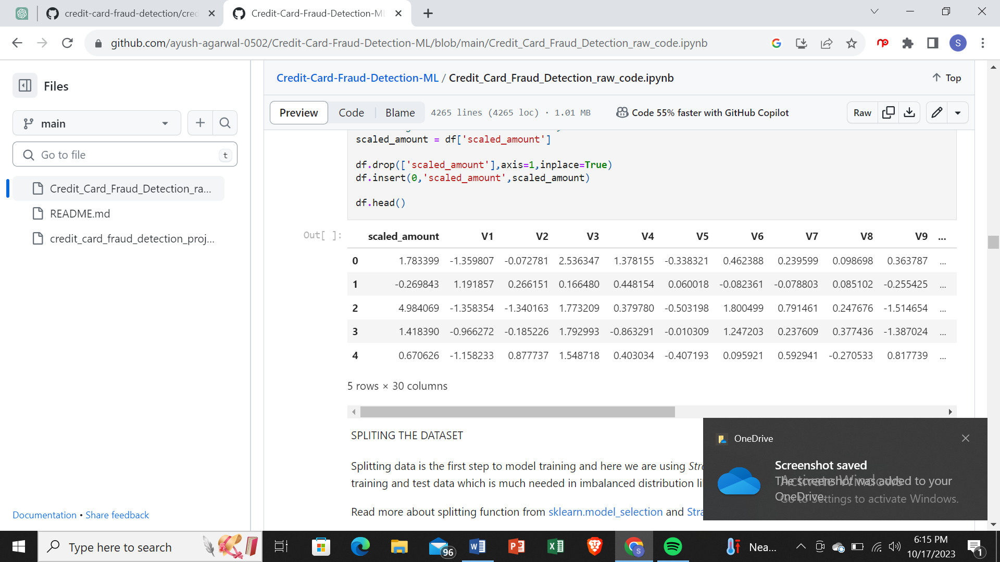 credit-card-fraud-detection/cred
Credit-Card-Fraud-Detection-ML
github.com/ayush-agarwal-0502/Credit-Card-Fraud-Detection-ML/blob/main/Credit_Card_Fraud_Detection_raw_code.ipynb
S
Files
main
Go to file
t
Credit_Card_Fraud_Detection_ra...
README.md
credit_card_fraud_detection_proj...
Documentation • Share feedback
Credit-Card-Fraud-Detection-ML / Credit_Card_Fraud_Detection_raw_code.ipynb
Top
Preview Code Blame 4265 lines (4265 loc) · 1.01 MB Code 55% faster with GitHub Copilot Raw
scaled_amount = df['scaled_amount']
df.drop(['scaled_amount'],axis=1,inplace=True)
df.insert(0,'scaled_amount',scaled_amount)
df.head()
Out[ ]:
scaled_amount V1 V2 V3 V4 V5 V6 V7 V8 V9 ...
0 1.783399 -1.359807 -0.072781 2.536347 1.378155 -0.338321 0.462388 0.239599 0.098698 0.363787 ...
1 -0.269843 1.191857 0.266151 0.166480 0.448154 0.060018 -0.082361 -0.078803 0.085102 -0.255425 ...
2 4.984069 -1.358354 -1.340163 1.773209 0.379780 -0.503198 1.800499 0.791461 0.247676 -1.514654 ...
3 1.418390 -0.966272 -0.185226 1.792993 -0.863291 -0.010309 1.247203 0.237609 0.377436 -1.387024 ...
4 0.670626 -1.158233 0.877737 1.548718 0.403034 -0.407193 0.095921 0.592941 -0.270533 0.817739 ...
5 rows × 30 columns
SPLITING THE DATASET
Splitting data is the first step to model training and here we are using Stra
training and test data which is much needed in imbalanced distribution li
Read more about splitting function from sklearn.model_selection and Stra
OneDrive
Screenshot saved
The screenshot was added to your
OneDrive.
Activate Windows
Go to Settings to activate Windows.
Type here to search
96
Nea...
6:15 PM
10/17/2023
1